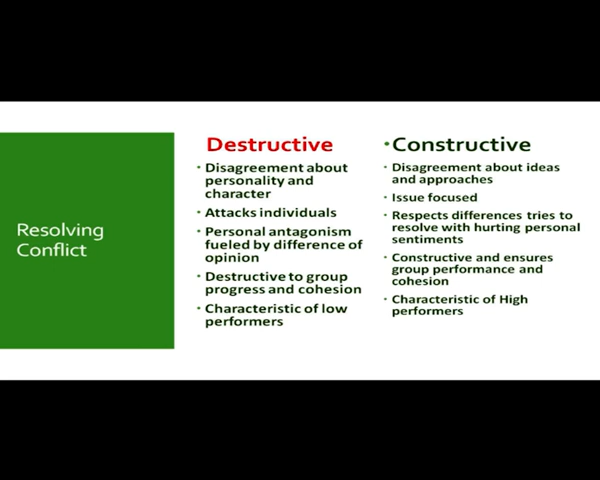 Resolving
Conflict
Destructive
• Disagreement about
personality and
character
• Attacks individuals
• Personal antagonism
fueled by difference of
opinion
• Destructive to group
progress and cohesion
• Characteristic of low
performers
• Constructive
• Disagreement about ideas
and approaches
• Issue focused
• Respects differences tries to
resolve with hurting personal
sentiments
• Constructive and ensures
group performance and
cohesion
• Characteristic of High
performers